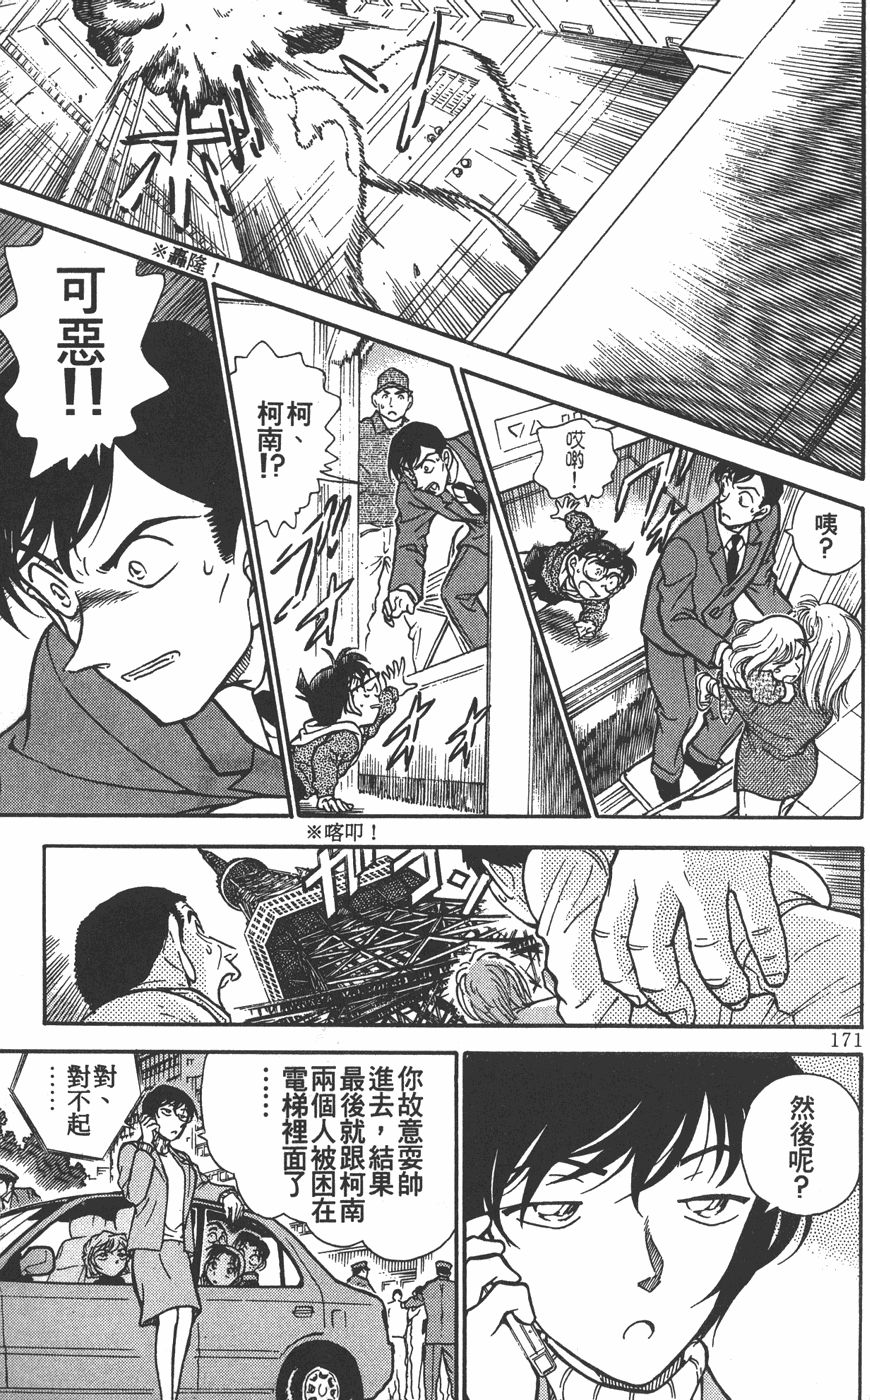 ※轟隆！
咦？
哎喲！
柯、
柯南!?
可惡!!
※喀叩！
ガコ
171
然後呢？
你故意耍帥
進去，結果
最後就跟柯南
兩個人被困在
電梯裡面了
……
對、
對不起
……